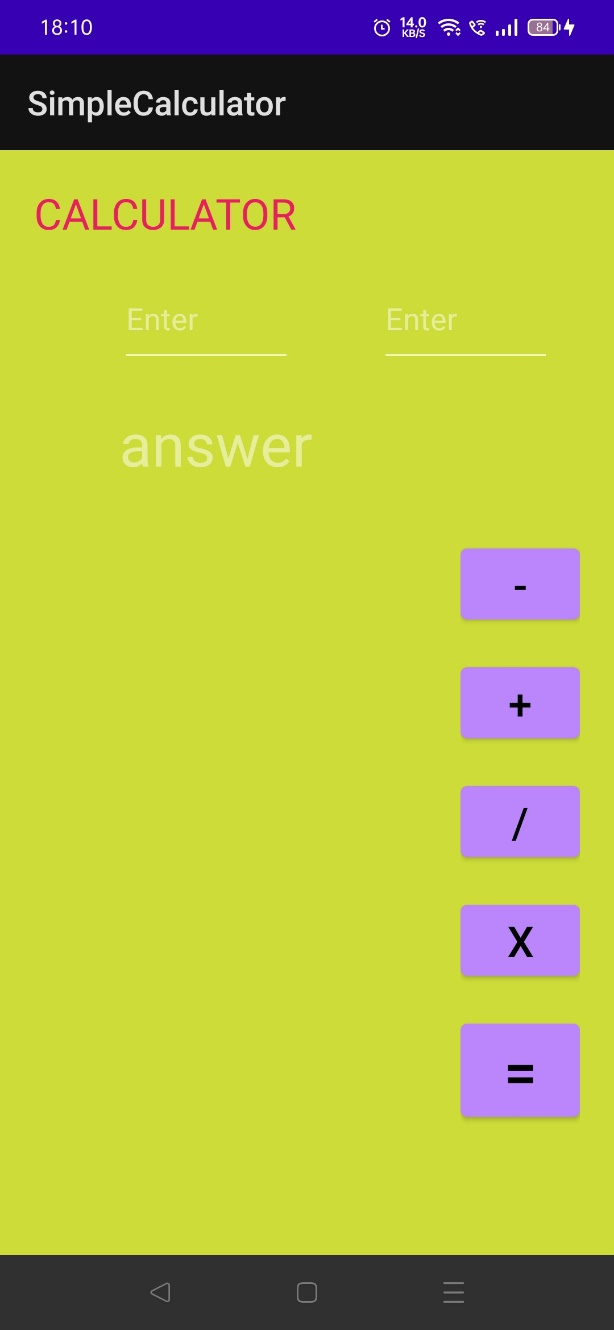 18:10 14.0 KB/S 84
SimpleCalculator
CALCULATOR
Enter Enter
answer
-
+
/
X
=